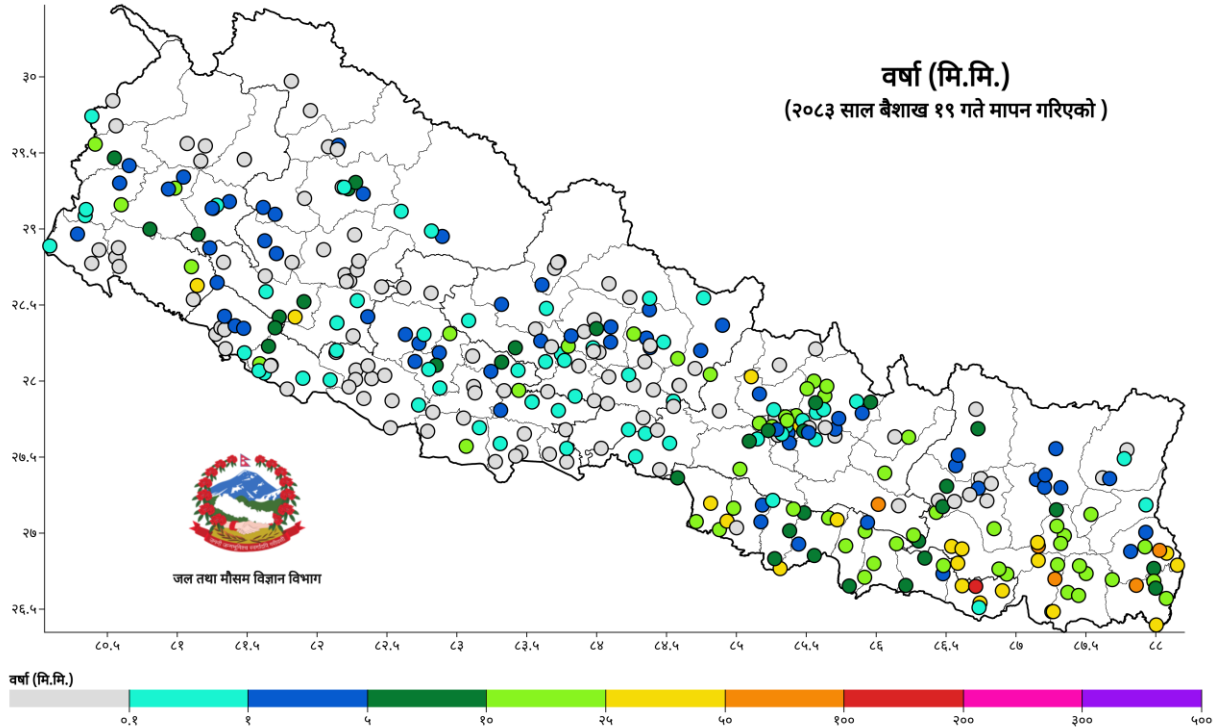 वर्षा (मि.मि.)
(२०८३ साल बैशाख १९ गते मापन गरिएको )
३०
२९.५
२९
२८.५
२८
२७.५
२७
२६.५
जल तथा मौसम विज्ञान विभाग
८०.५ ८१ ८१.५ ८२ ८२.५ ८३ ८३.५ ८४ ८४.५ ८५ ८५.५ ८६ ८६.५ ८७ ८७.५ ८८
वर्षा (मि.मि.)
०.१ १ ५ १० २५ ५० १०० २०० ३०० ५००